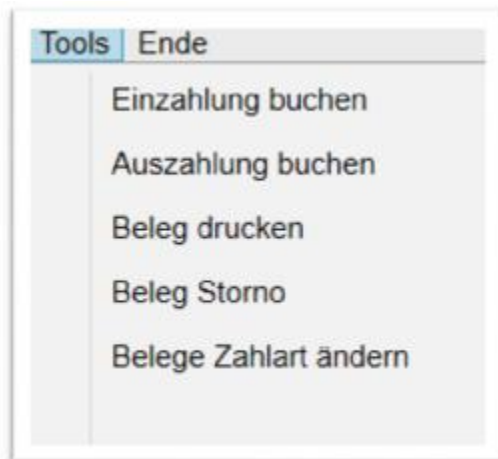 Tools Ende
Einzahlung buchen
Auszahlung buchen
Beleg drucken
Beleg Storno
Belege Zahlart ändern